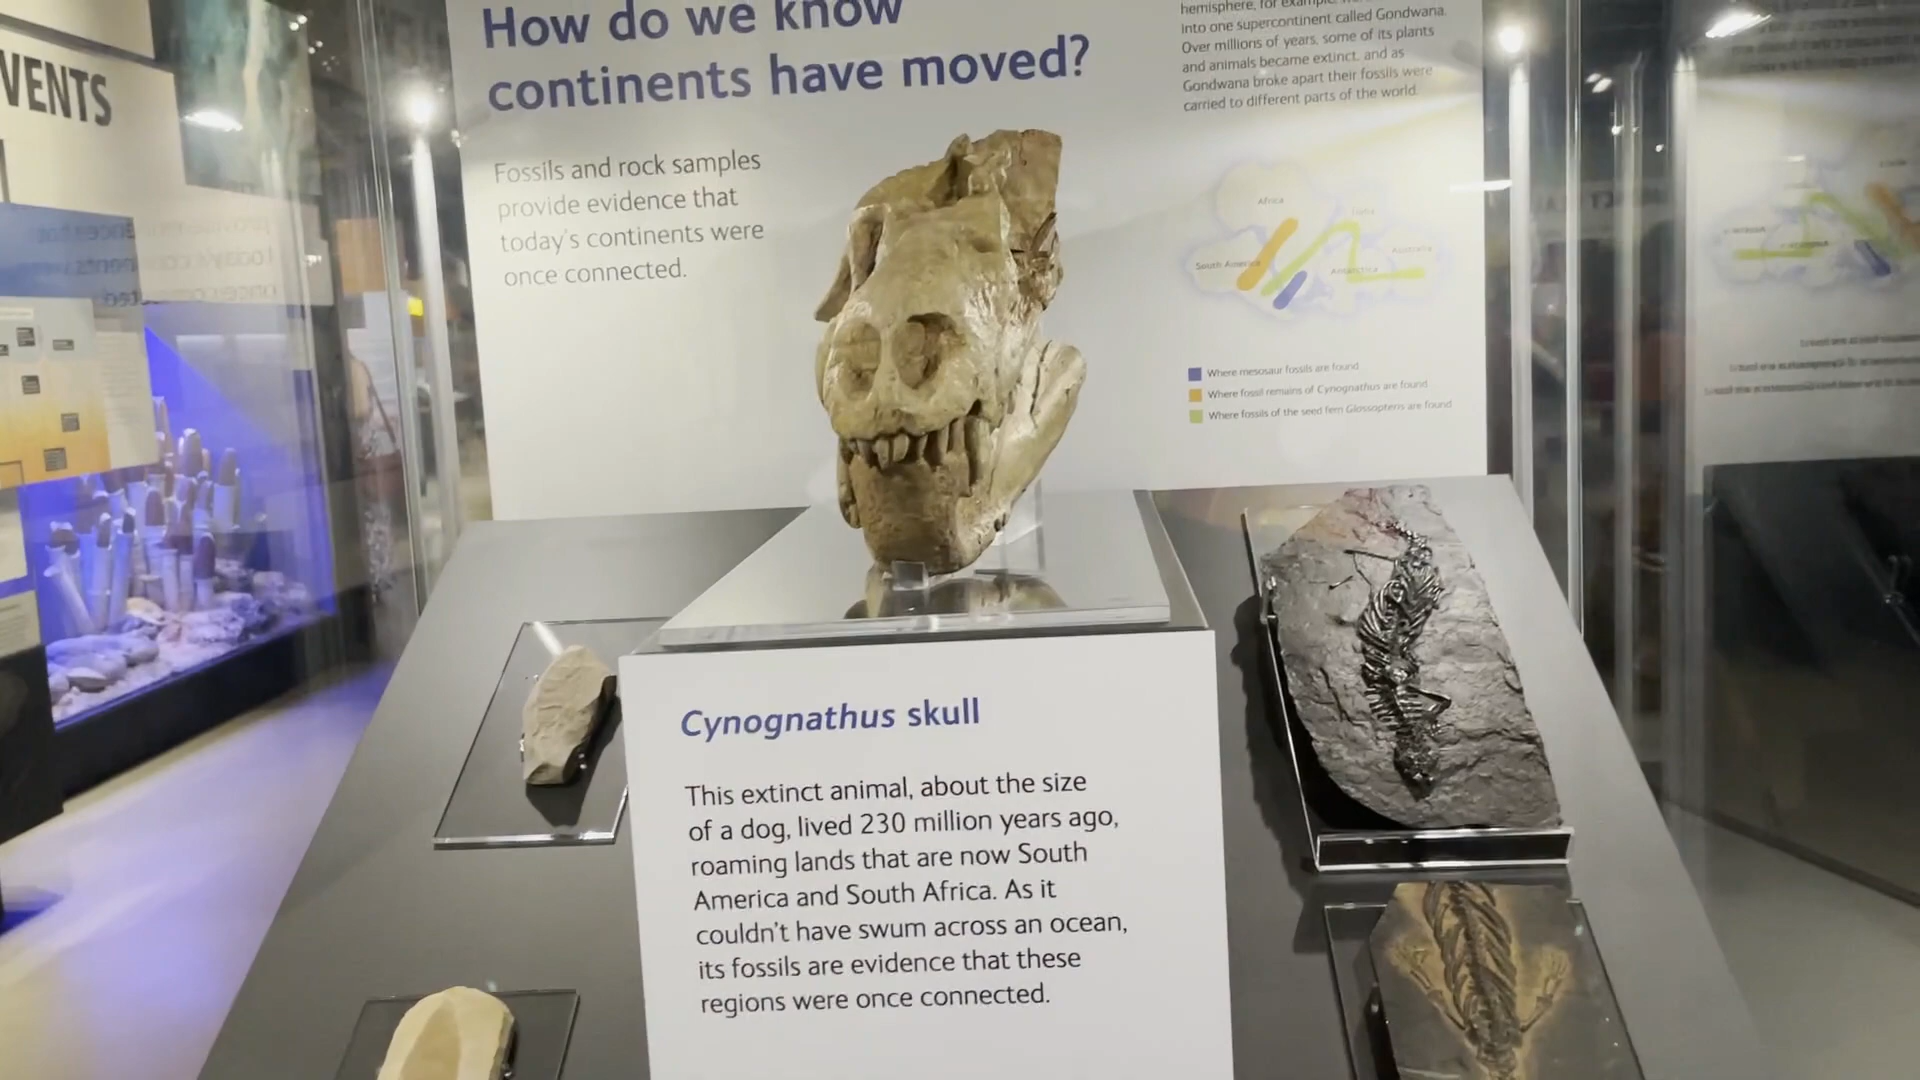 VENTS
How do we know
continents have moved?
Fossils and rock samples
provide evidence that
today's continents were
once connected.
hemisphere, for example,
into one supercontinent called Gondwana.
Over millions of years, some of its plants
and animals became extinct, and as
Gondwana broke apart their fossils were
carried to different parts of the world.
Africa
India
South America
Antarctica
Australia
Where mesosaur fossils are found
Where fossil remains of Cynognathus are found
Where fossils of the seed fern Glossopteris are found
Cynognathus skull
This extinct animal, about the size
of a dog, lived 230 million years ago,
roaming lands that are now South
America and South Africa. As it
couldn't have swum across an ocean,
its fossils are evidence that these
regions were once connected.